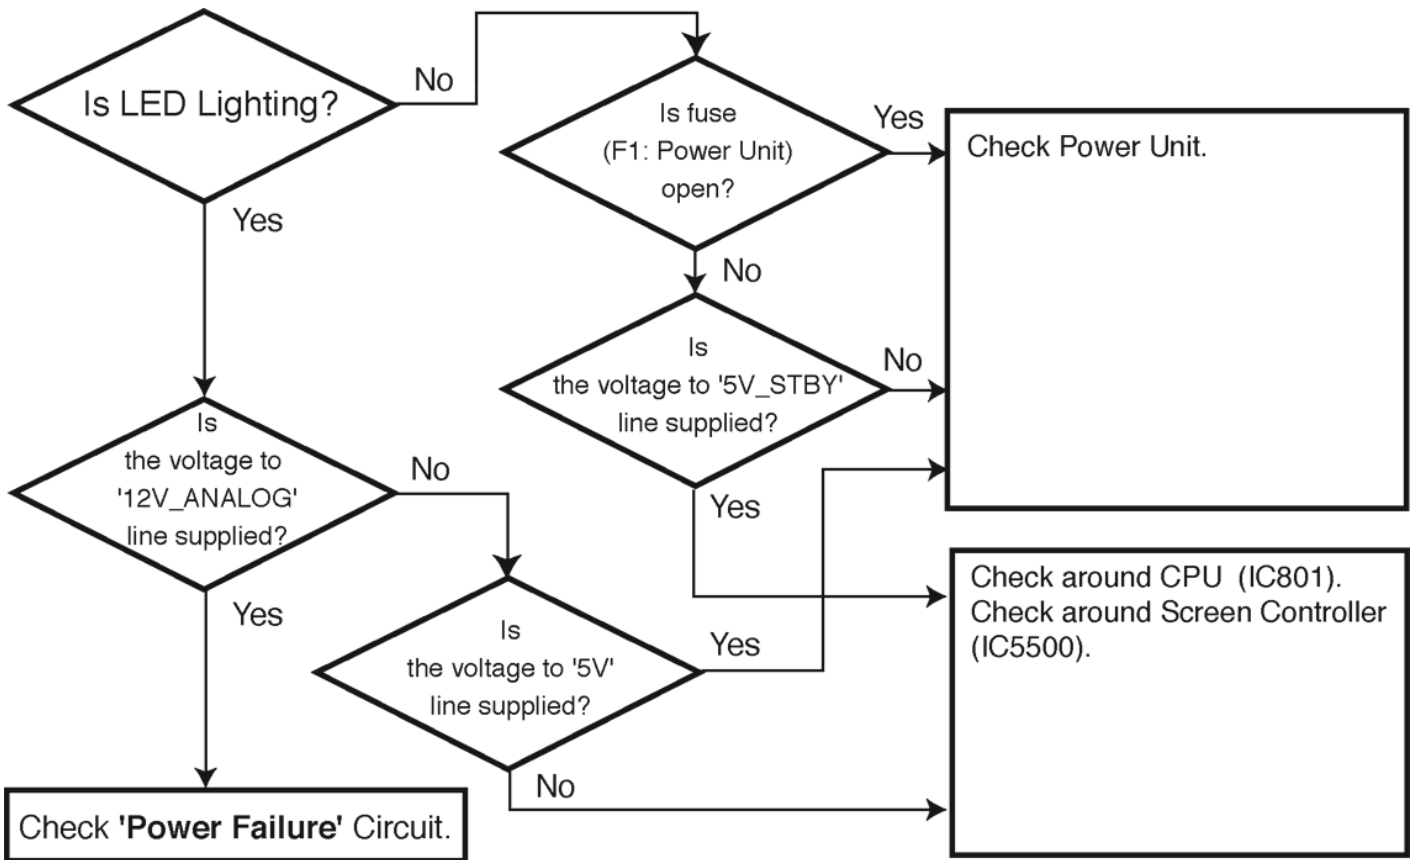 Is LED Lighting?
No
Yes
Is fuse
(F1: Power Unit)
open?
Yes
No
Check Power Unit.
Is
the voltage to '5V_STBY'
line supplied?
No
Yes
Is
the voltage to
'12V_ANALOG'
line supplied?
No
Yes
Is
the voltage to '5V'
line supplied?
Yes
No
Check around CPU (IC801).
Check around Screen Controller
(IC5500).
Check 'Power Failure' Circuit.